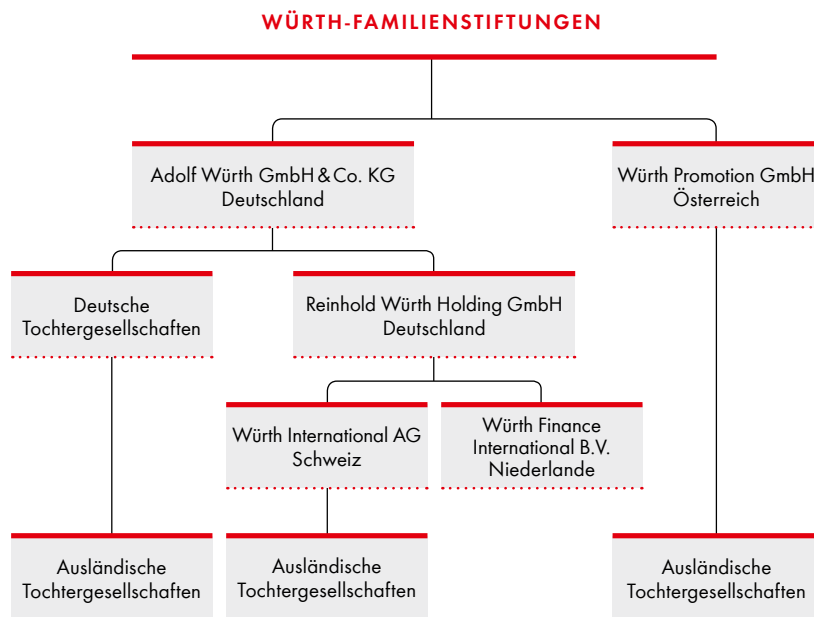 WÜRTH-FAMILIENSTIFTUNGEN
Adolf Würth GmbH & Co. KG
Deutschland
Würth Promotion GmbH
Österreich
Deutsche
Tochtergesellschaften
Reinhold Würth Holding GmbH
Deutschland
Würth International AG
Schweiz
Würth Finance
International B.V.
Niederlande
Ausländische
Tochtergesellschaften
Ausländische
Tochtergesellschaften
Ausländische
Tochtergesellschaften